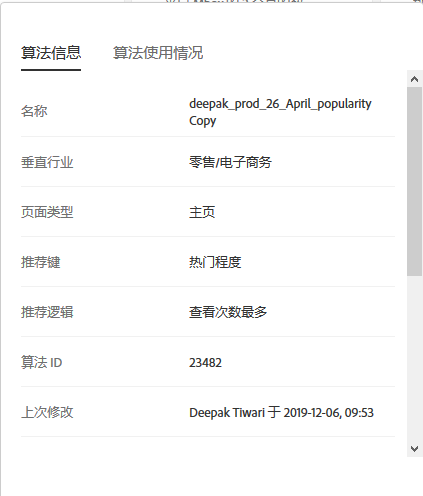 算法信息 算法使用情况
名称 deepak_prod_26_April_popularity
Copy
垂直行业 零售/电子商务
页面类型 主页
推荐键 热门程度
推荐逻辑 查看次数最多
算法 ID 23482
上次修改 Deepak Tiwari 于 2019-12-06, 09:53